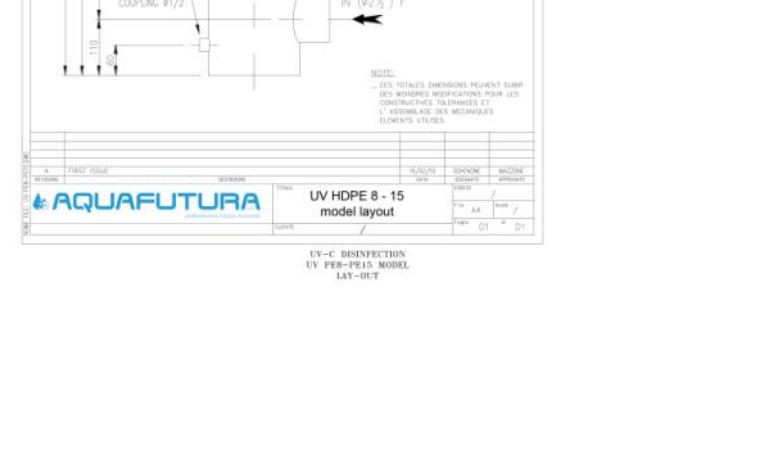 COUPLING Ø1/2
IN (Ø2½") F
110
60
NOTE:
_ CES TOTALES DIMENSIONS PEUVENT SUBIR
DES MOINDRES MODIFICATIONS POUR LES
CONSTRUCTIVES TOLERANCES ET
L' ASSEMBLAGE DES MECANIQUES
ELEMENTS UTILISES.
A FIRST ISSUE 16/02/10 SCHENONE MAZZONE
DATA
AQUAFUTURA
UV HDPE 8 - 15
model layout
/
A4 /
01 01
UV-C DISINFECTION
UV PE8-PE15 MODEL
LAY-OUT